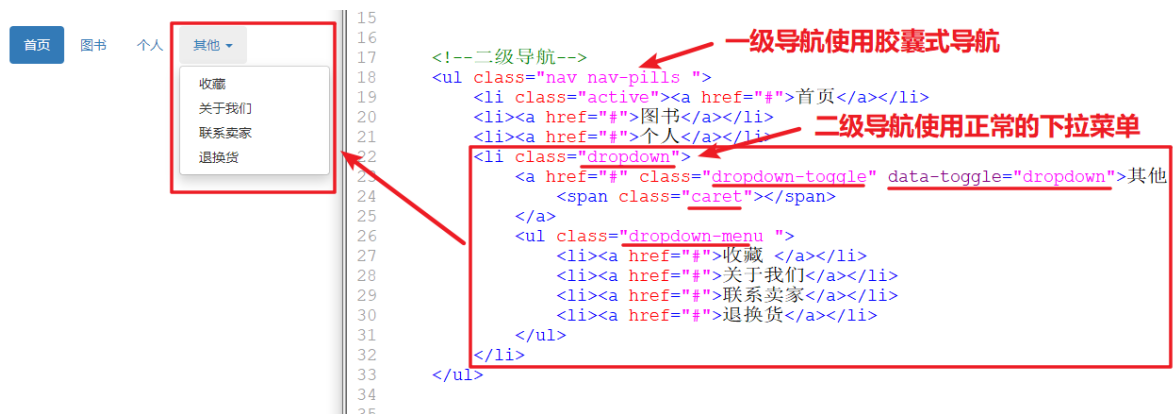 首页 图书 个人 其他
收藏
关于我们
联系卖家
退换货
一级导航使用胶囊式导航
二级导航使用正常的下拉菜单
15
16
17 <!--二级导航-->
18 <ul class="nav nav-pills ">
19 <li class="active"><a href="#">首页</a></li>
20 <li><a href="#">图书</a></li>
21 <li><a href="#">个人</a></li>
22 <li class="dropdown">
23 <a href="#" class="dropdown-toggle" data-toggle="dropdown">其他
24 <span class="caret"></span>
25 </a>
26 <ul class="dropdown-menu ">
27 <li><a href="#">收藏 </a></li>
28 <li><a href="#">关于我们</a></li>
29 <li><a href="#">联系卖家</a></li>
30 <li><a href="#">退换货</a></li>
31 </ul>
32 </li>
33 </ul>
34
35